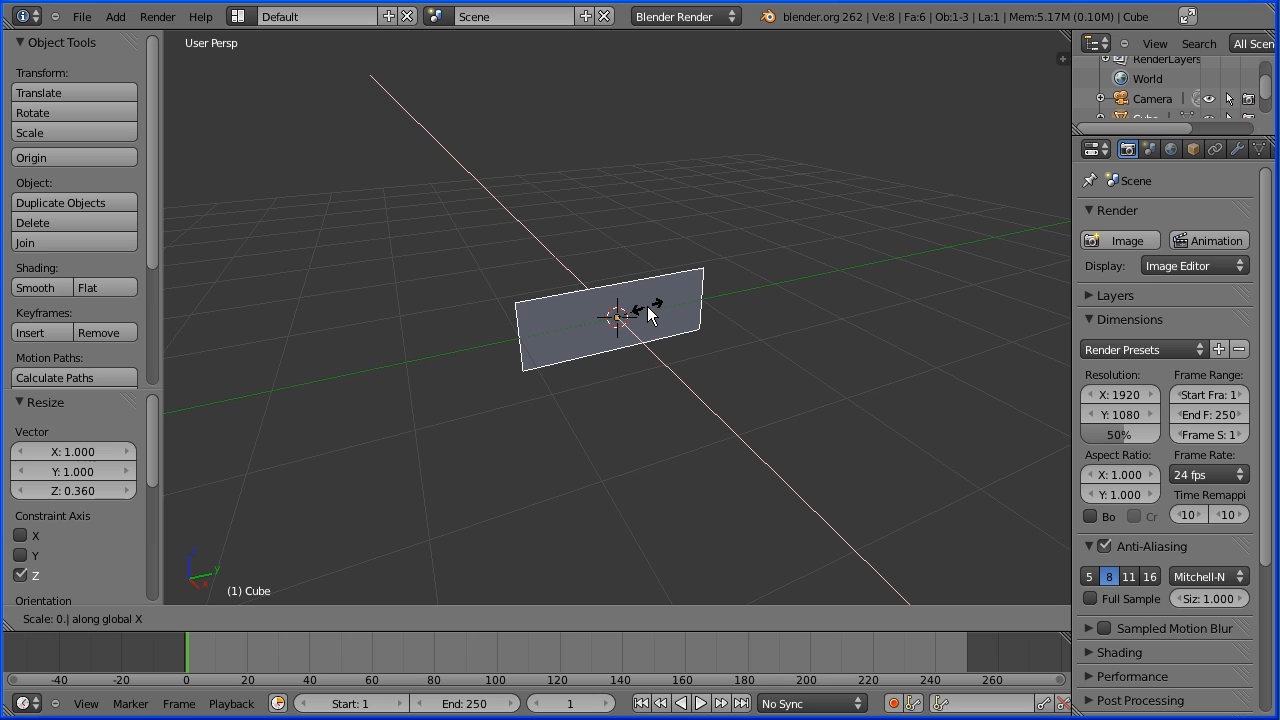 File Add Render Help Default Scene Blender Render blender.org 262 | Ve:8 | Fa:6 | Ob:1-3 | La:1 | Mem:5.17M (0.10M) | Cube
Object Tools
Transform:
Translate
Rotate
Scale
Origin
Object:
Duplicate Objects
Delete
Join
Shading:
Smooth Flat
Keyframes:
Insert Remove
Motion Paths:
Calculate Paths
Resize
Vector
X: 1.000
Y: 1.000
Z: 0.360
Constraint Axis
X
Y
Z
Orientation
User Persp
z
y
x
(1) Cube
Scale: 0.| along global X
View Search All Scen
RenderLayers
World
Camera
Scene
Render
Image Animation
Display: Image Editor
Layers
Dimensions
Render Presets
Resolution: Frame Range:
X: 1920 Start Fra: 1
Y: 1080 End F: 250
50% Frame S: 1
Aspect Ratio: Frame Rate:
X: 1.000 24 fps
Y: 1.000 Time Remappi
Bo Cr 10 10
Anti-Aliasing
5 8 11 16 Mitchell-N
Full Sample Siz: 1.000
Sampled Motion Blur
Shading
Performance
Post Processing
-40 -20 0 20 40 60 80 100 120 140 160 180 200 220 240 260
View Marker Frame Playback Start: 1 End: 250 1 No Sync